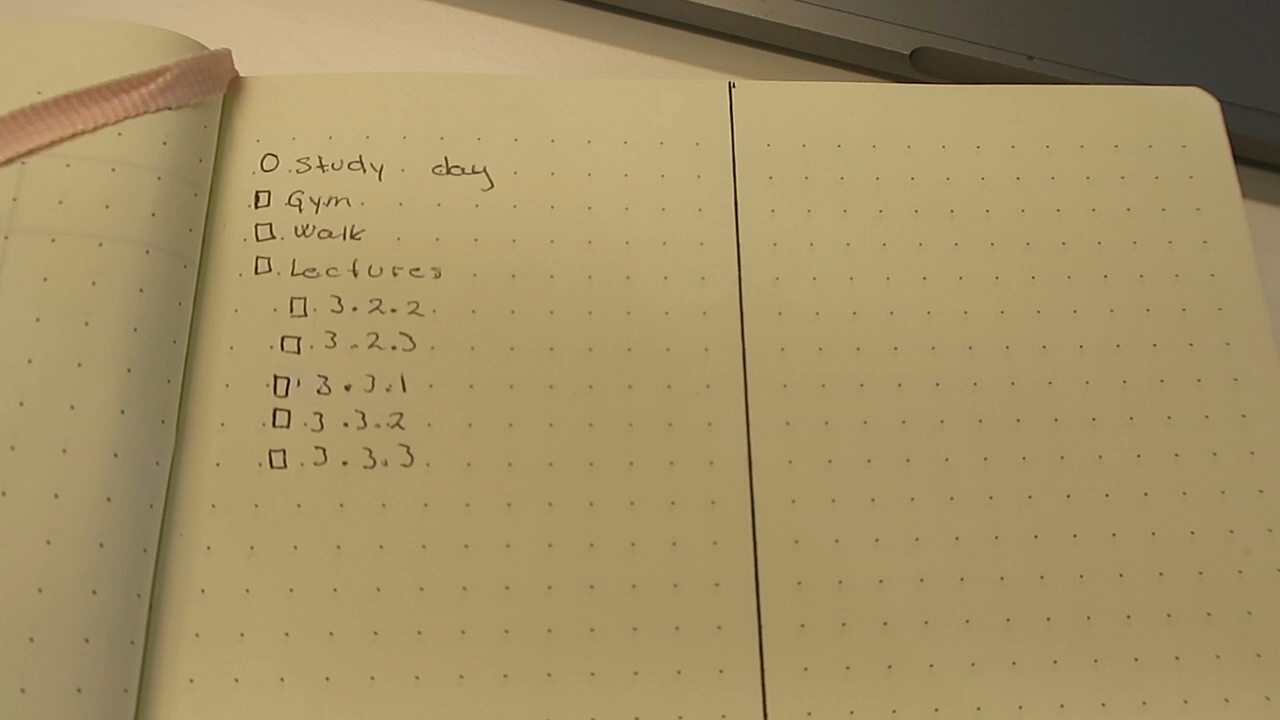 O Study day
□ Gym
□ Walk
□ Lectures
□ 3.2.2
□ 3.2.3
□ 3.3.1
□ 3.3.2
□ 3.3.3